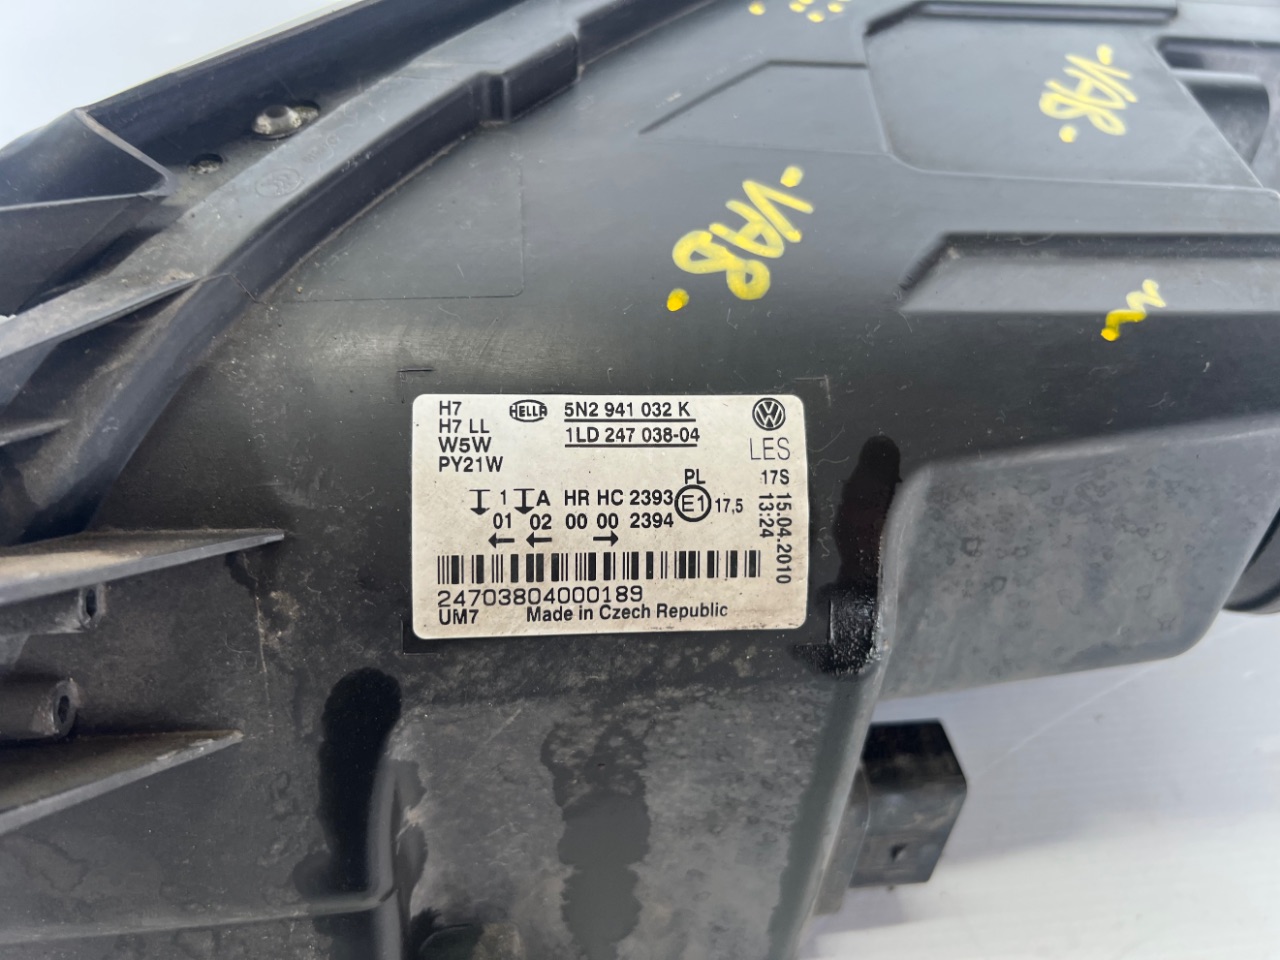 -VAB-
-VAB-
H7
H7 LL
W5W
PY21W
HELLA
5N2 941 032 K
1LD 247 038-04
LES
17S
15.04.2010
13:24
PL
1 A HR HC 2393 E1 17,5
01 02 00 00 2394
24703804000189
UM7 Made in Czech Republic